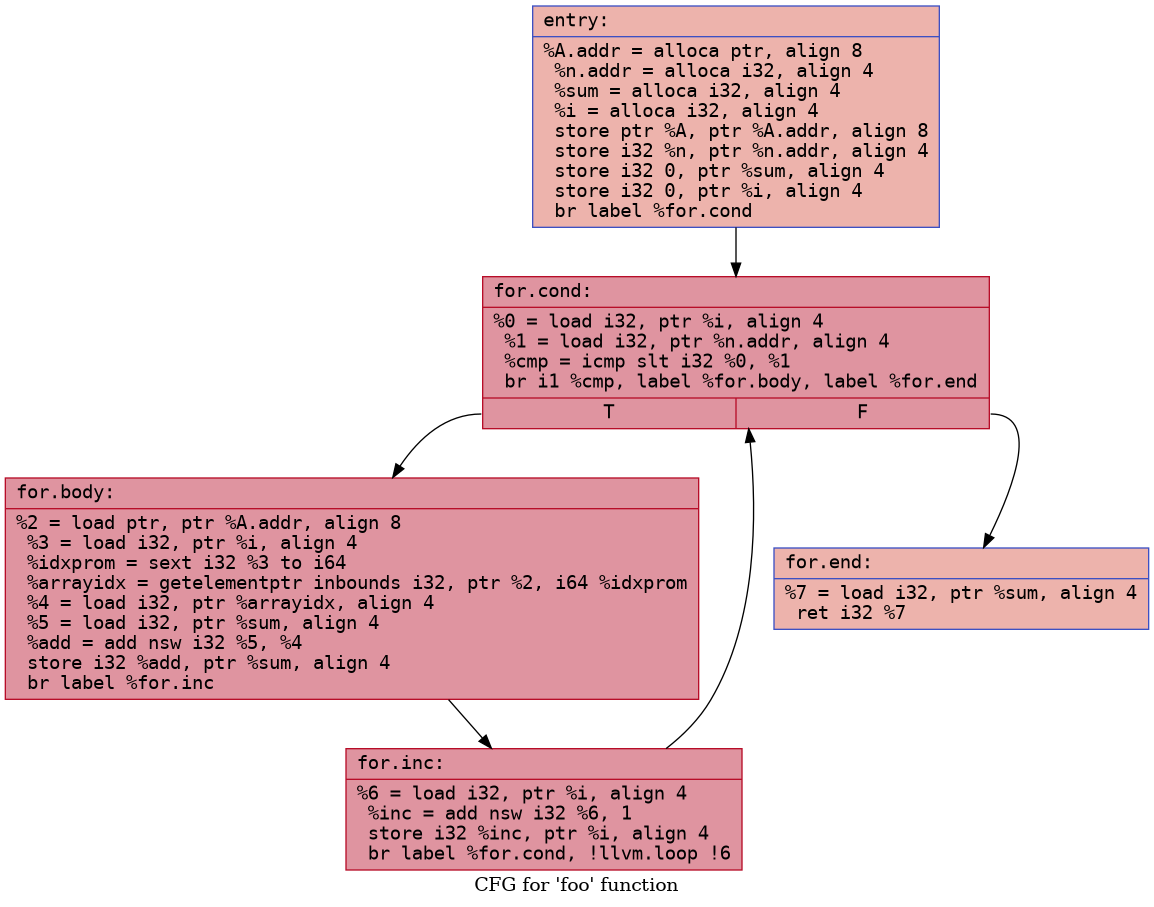 entry:
%A.addr = alloca ptr, align 8
%n.addr = alloca i32, align 4
%sum = alloca i32, align 4
%i = alloca i32, align 4
store ptr %A, ptr %A.addr, align 8
store i32 %n, ptr %n.addr, align 4
store i32 0, ptr %sum, align 4
store i32 0, ptr %i, align 4
br label %for.cond
for.cond:
%0 = load i32, ptr %i, align 4
%1 = load i32, ptr %n.addr, align 4
%cmp = icmp slt i32 %0, %1
br i1 %cmp, label %for.body, label %for.end
T
F
for.body:
%2 = load ptr, ptr %A.addr, align 8
%3 = load i32, ptr %i, align 4
%idxprom = sext i32 %3 to i64
%arrayidx = getelementptr inbounds i32, ptr %2, i64 %idxprom
%4 = load i32, ptr %arrayidx, align 4
%5 = load i32, ptr %sum, align 4
%add = add nsw i32 %5, %4
store i32 %add, ptr %sum, align 4
br label %for.inc
for.end:
%7 = load i32, ptr %sum, align 4
ret i32 %7
for.inc:
%6 = load i32, ptr %i, align 4
%inc = add nsw i32 %6, 1
store i32 %inc, ptr %i, align 4
br label %for.cond, !llvm.loop !6
CFG for 'foo' function